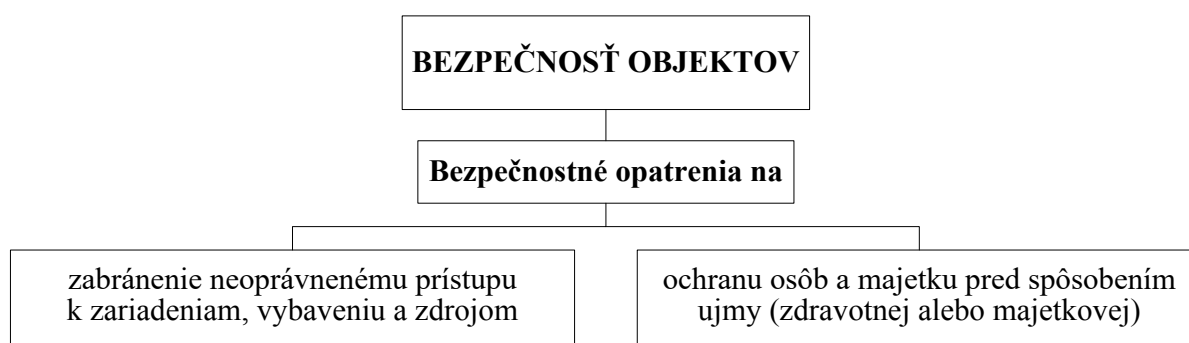 BEZPEČNOSŤ OBJEKTOV
Bezpečnostné opatrenia na
zabránenie neoprávnenému prístupu
k zariadeniam, vybaveniu a zdrojom
ochranu osôb a majetku pred spôsobením
ujmy (zdravotnej alebo majetkovej)